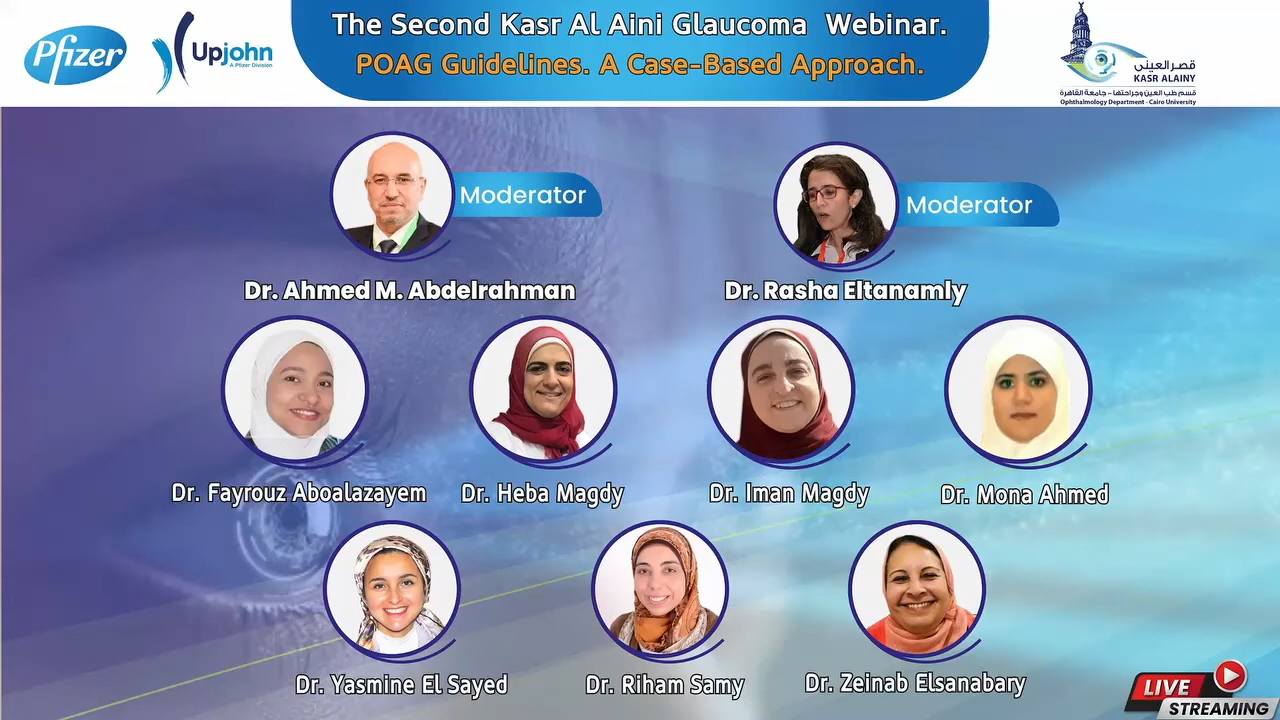 Pfizer
Upjohn
A Pfizer Division
The Second Kasr Al Aini Glaucoma Webinar.
POAG Guidelines. A Case-Based Approach.
قصر العينى
KASR ALAINY
قسم طب العين وجراحتها - جامعة القاهرة
Ophthalmology Department - Cairo University
Moderator
Moderator
Dr. Ahmed M. Abdelrahman
Dr. Rasha Eltanamly
Dr. Fayrouz Aboalazayem
Dr. Heba Magdy
Dr. Iman Magdy
Dr. Mona Ahmed
Dr. Yasmine El Sayed
Dr. Riham Samy
Dr. Zeinab Elsanabary
LIVE
STREAMING